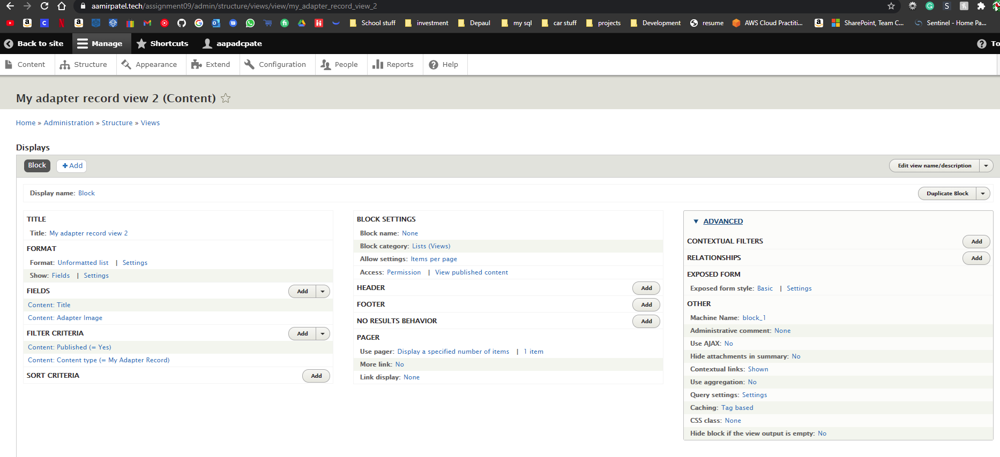 aamirpatel.tech/assignment09/admin/structure/views/view/my_adapter_record_view_2
School stuff investment Depaul my sql car stuff projects Development resume AWS Cloud Practiti... SharePoint, Team C... Sentinel - Home Pa...
Back to site Manage Shortcuts aapadcpate To
Content Structure Appearance Extend Configuration People Reports Help
My adapter record view 2 (Content)
Home » Administration » Structure » Views
Displays
Block Add Edit view name/description
Display name: Block Duplicate Block
TITLE
Title: My adapter record view 2
FORMAT
Format: Unformatted list | Settings
Show: Fields | Settings
FIELDS Add
Content: Title
Content: Adapter Image
FILTER CRITERIA Add
Content: Published (= Yes)
Content: Content type (= My Adapter Record)
SORT CRITERIA Add
BLOCK SETTINGS
Block name: None
Block category: Lists (Views)
Allow settings: Items per page
Access: Permission | View published content
HEADER Add
FOOTER Add
NO RESULTS BEHAVIOR Add
PAGER
Use pager: Display a specified number of items | 1 item
More link: No
Link display: None
ADVANCED
CONTEXTUAL FILTERS Add
RELATIONSHIPS Add
EXPOSED FORM
Exposed form style: Basic | Settings
OTHER
Machine Name: block_1
Administrative comment: None
Use AJAX: No
Hide attachments in summary: No
Contextual links: Shown
Use aggregation: No
Query settings: Settings
Caching: Tag based
CSS class: None
Hide block if the view output is empty: No